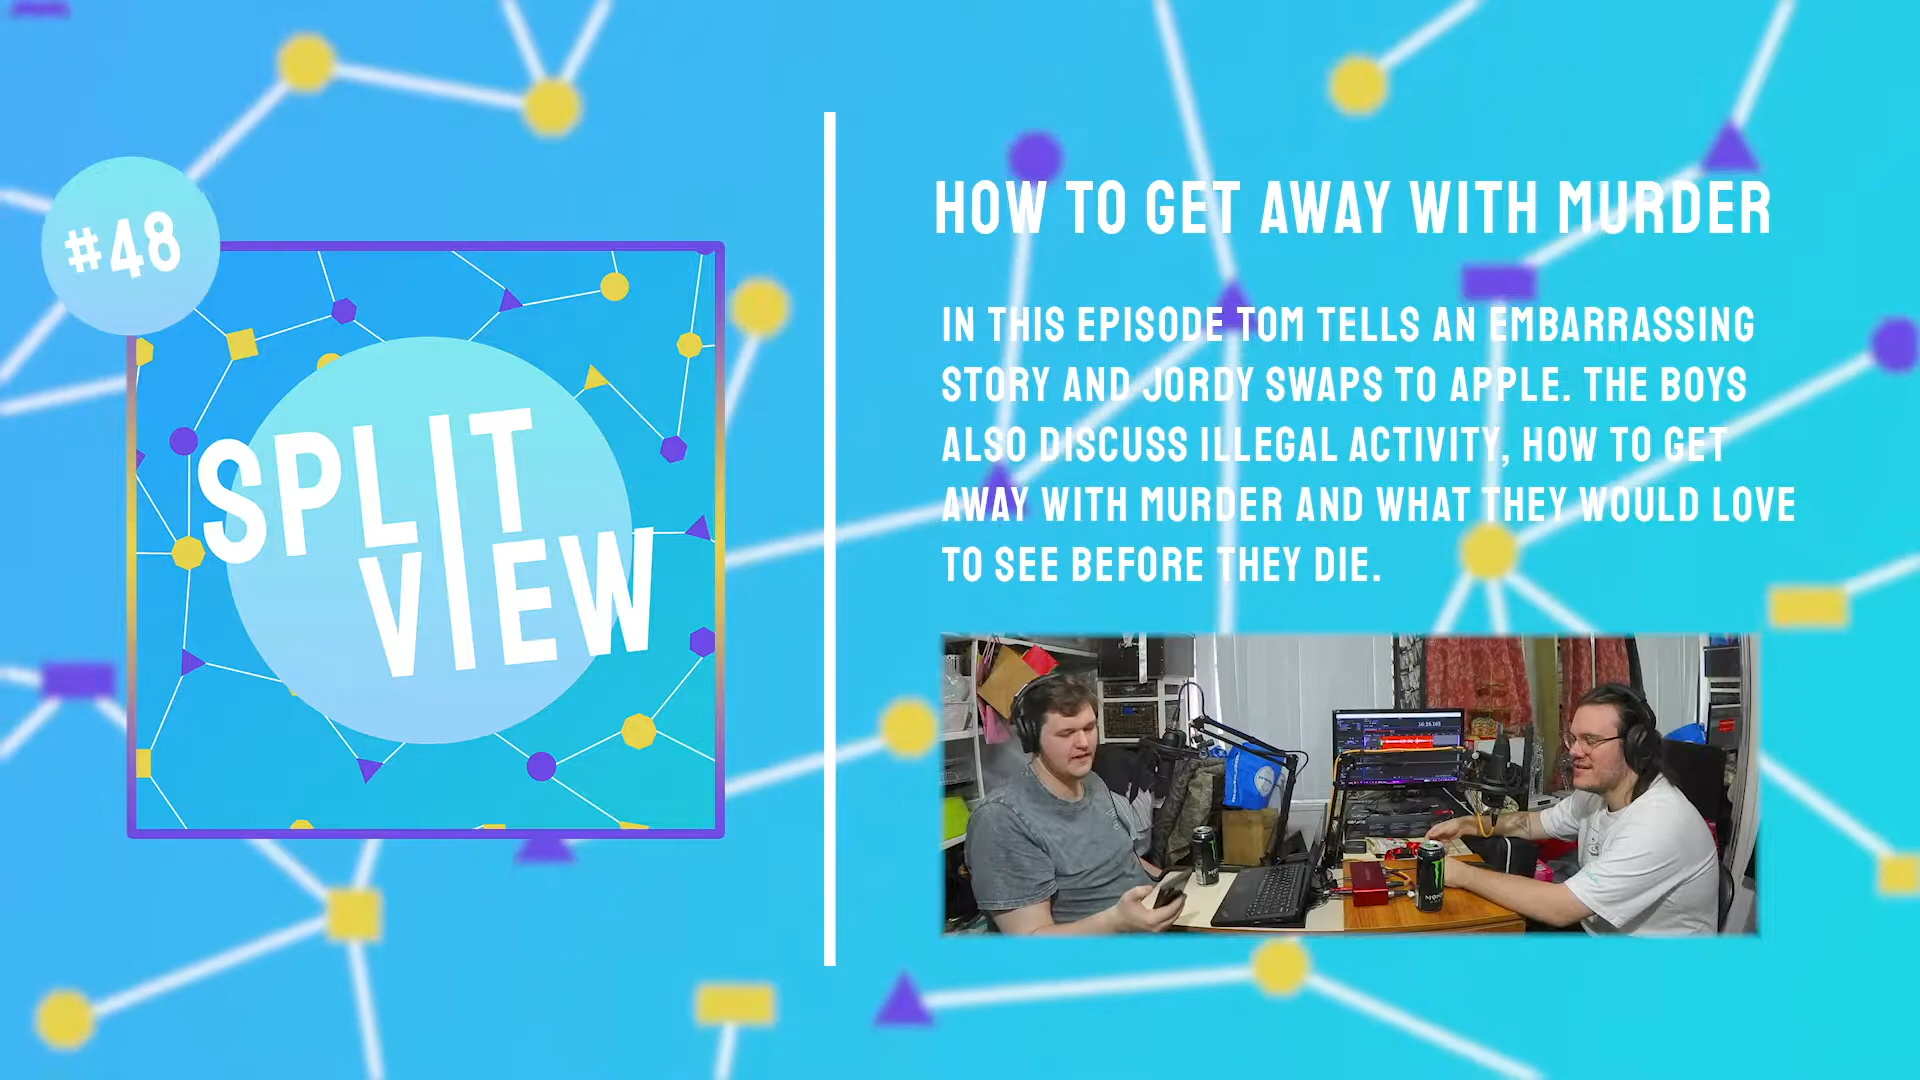 #48
SPLIT
VIEW
HOW TO GET AWAY WITH MURDER
IN THIS EPISODE TOM TELLS AN EMBARRASSING
STORY AND JORDY SWAPS TO APPLE. THE BOYS
ALSO DISCUSS ILLEGAL ACTIVITY, HOW TO GET
AWAY WITH MURDER AND WHAT THEY WOULD LOVE
TO SEE BEFORE THEY DIE.